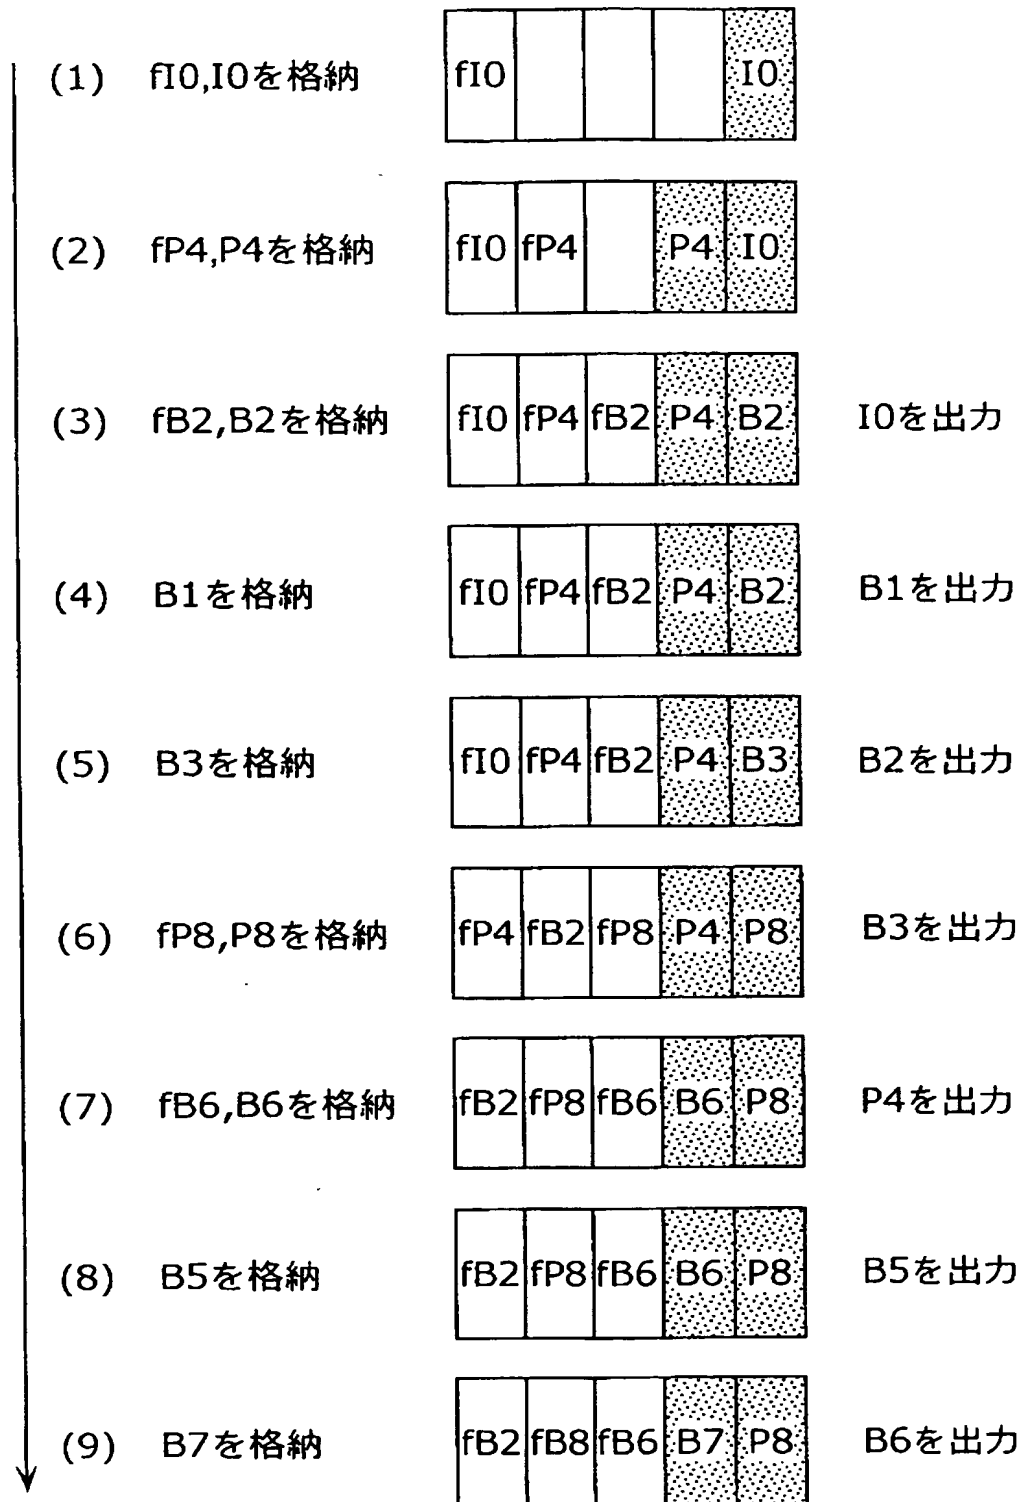 (1) fI0,I0を格納 fI0 I0
(2) fP4,P4を格納 fI0 fP4 P4 I0
(3) fB2,B2を格納 fI0 fP4 fB2 P4 B2 I0を出力
(4) B1を格納 fI0 fP4 fB2 P4 B2 B1を出力
(5) B3を格納 fI0 fP4 fB2 P4 B3 B2を出力
(6) fP8,P8を格納 fP4 fB2 fP8 P4 P8 B3を出力
(7) fB6,B6を格納 fB2 fP8 fB6 B6 P8 P4を出力
(8) B5を格納 fB2 fP8 fB6 B6 P8 B5を出力
(9) B7を格納 fB2 fB8 fB6 B7 P8 B6を出力